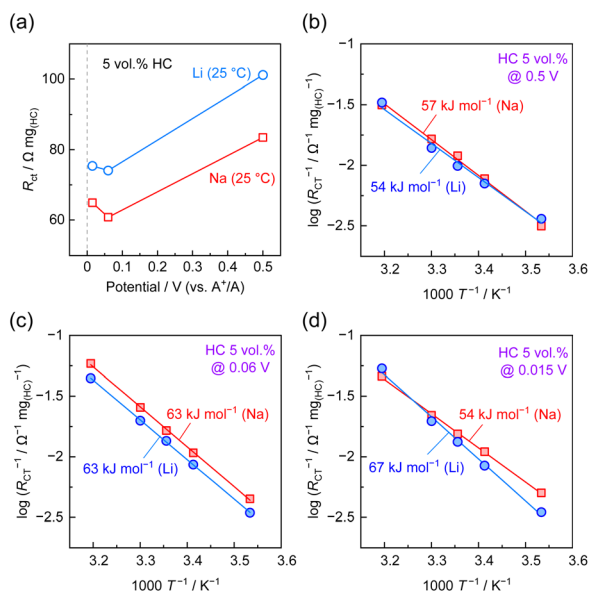 (a)
5 vol.% HC
Li (25 °C)
Na (25 °C)
100
80
60
R_ct / Ω mg_(HC)
0
0.1
0.2
0.3
0.4
0.5
Potential / V (vs. A⁺/A)
(b)
HC 5 vol.%
@ 0.5 V
57 kJ mol⁻¹ (Na)
54 kJ mol⁻¹ (Li)
−1
−1.5
−2
−2.5
log (R_CT⁻¹ / Ω⁻¹ mg_(HC)⁻¹)
3.2
3.3
3.4
3.5
3.6
1000 T⁻¹ / K⁻¹
(c)
HC 5 vol.%
@ 0.06 V
63 kJ mol⁻¹ (Na)
63 kJ mol⁻¹ (Li)
−1
−1.5
−2
−2.5
log (R_CT⁻¹ / Ω⁻¹ mg_(HC)⁻¹)
3.2
3.3
3.4
3.5
3.6
1000 T⁻¹ / K⁻¹
(d)
HC 5 vol.%
@ 0.015 V
54 kJ mol⁻¹ (Na)
67 kJ mol⁻¹ (Li)
−1
−1.5
−2
−2.5
log (R_CT⁻¹ / Ω⁻¹ mg_(HC)⁻¹)
3.2
3.3
3.4
3.5
3.6
1000 T⁻¹ / K⁻¹